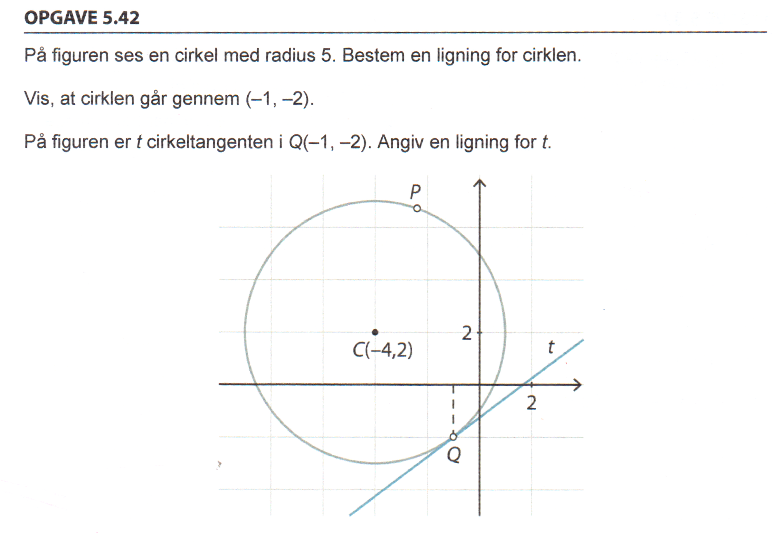 OPGAVE 5.42
På figuren ses en cirkel med radius 5. Bestem en ligning for cirklen.
Vis, at cirklen går gennem (–1, –2).
På figuren er t cirkeltangenten i Q(–1, –2). Angiv en ligning for t.
P
2
t
C(–4,2)
2
Q